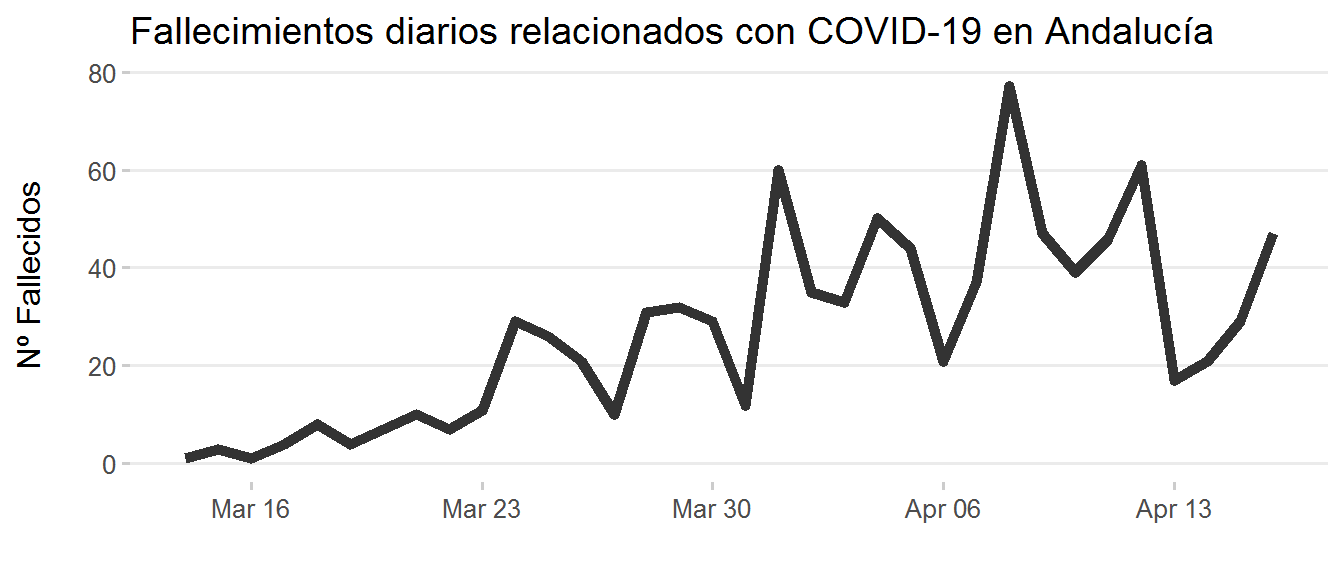 Fallecimientos diarios relacionados con COVID-19 en Andalucía
Nº Fallecidos
80
60
40
20
0
Mar 16 Mar 23 Mar 30 Apr 06 Apr 13